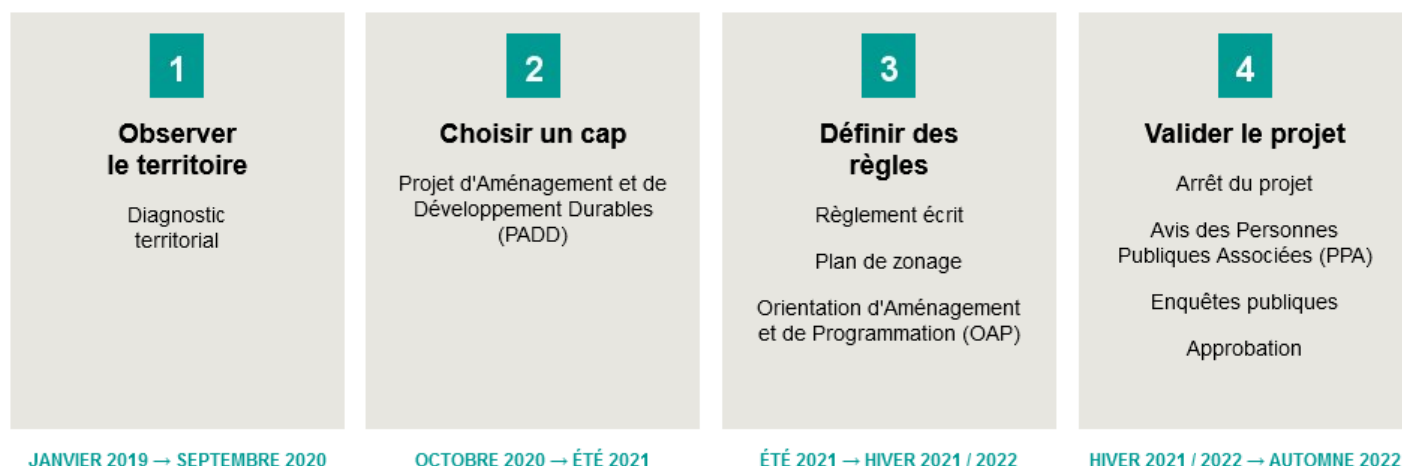 1
Observer
le territoire
Diagnostic
territorial
JANVIER 2019 → SEPTEMBRE 2020
2
Choisir un cap
Projet d'Aménagement et de
Développement Durables
(PADD)
OCTOBRE 2020 → ÉTÉ 2021
3
Définir des
règles
Règlement écrit
Plan de zonage
Orientation d'Aménagement
et de Programmation (OAP)
ÉTÉ 2021 → HIVER 2021 / 2022
4
Valider le projet
Arrêt du projet
Avis des Personnes
Publiques Associées (PPA)
Enquêtes publiques
Approbation
HIVER 2021 / 2022 → AUTOMNE 2022